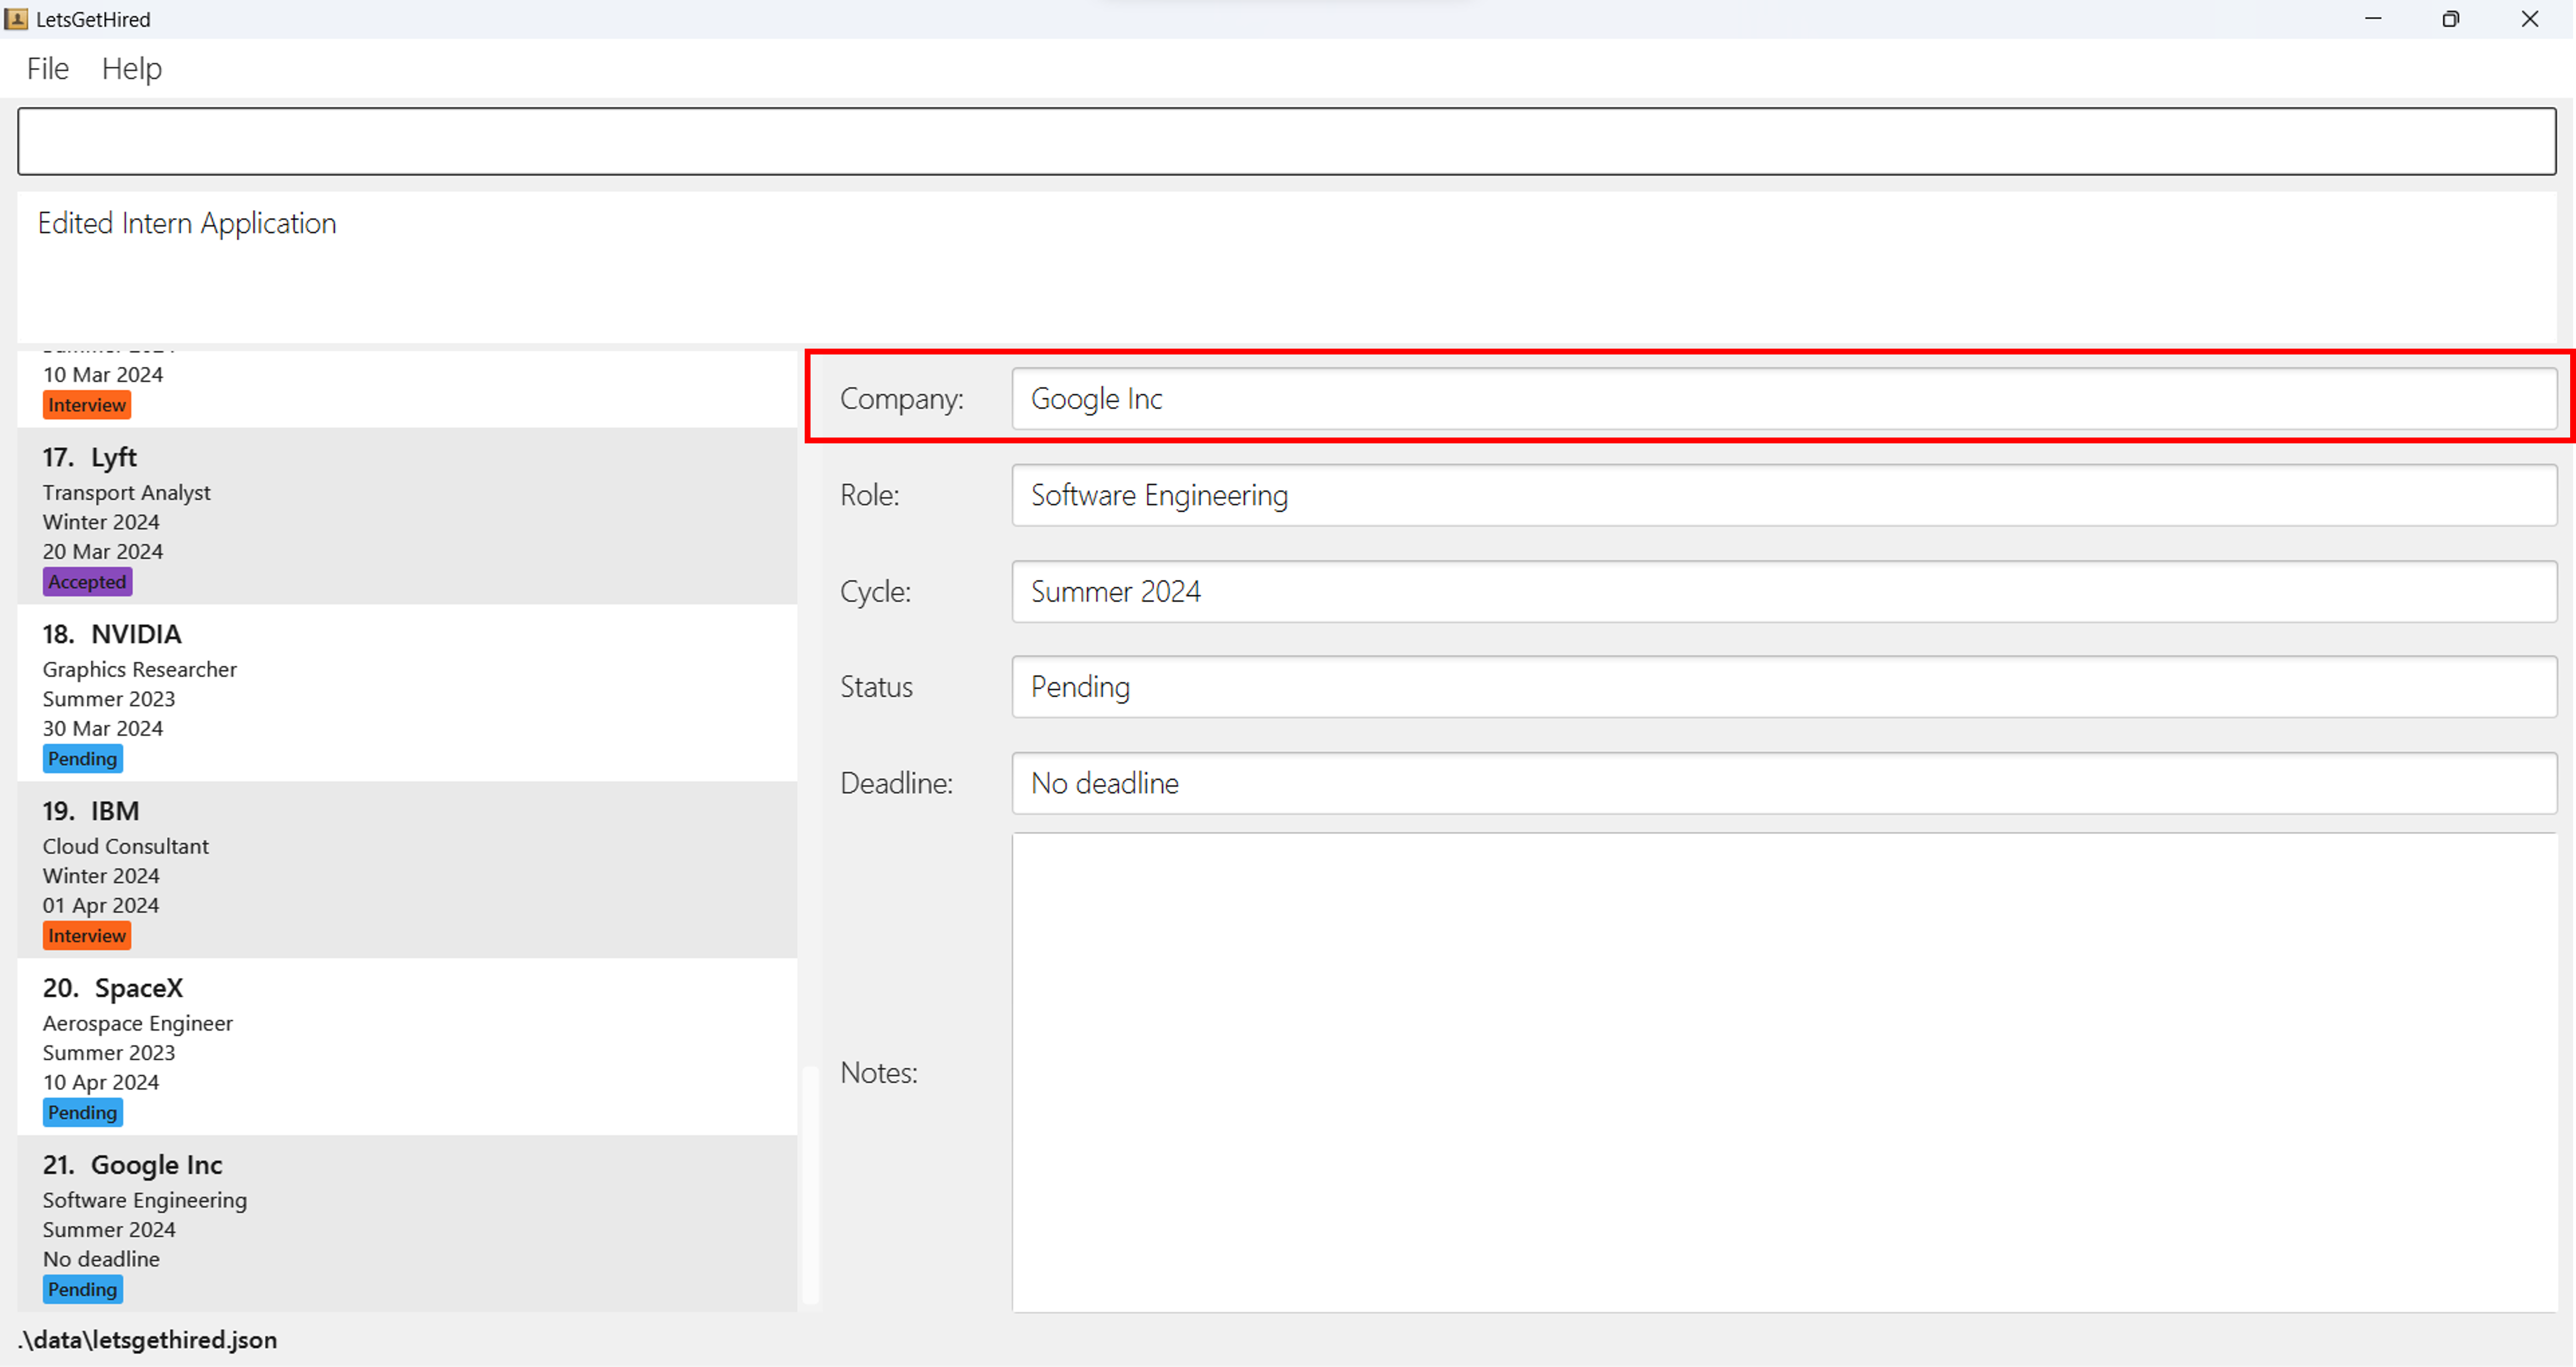 LetsGetHired
File Help
Edited Intern Application
10 Mar 2024
Interview
17. Lyft
Transport Analyst
Winter 2024
20 Mar 2024
Accepted
18. NVIDIA
Graphics Researcher
Summer 2023
30 Mar 2024
Pending
19. IBM
Cloud Consultant
Winter 2024
01 Apr 2024
Interview
20. SpaceX
Aerospace Engineer
Summer 2023
10 Apr 2024
Pending
21. Google Inc
Software Engineering
Summer 2024
No deadline
Pending
Company: Google Inc
Role: Software Engineering
Cycle: Summer 2024
Status Pending
Deadline: No deadline
Notes:
.\data\letsgethired.json